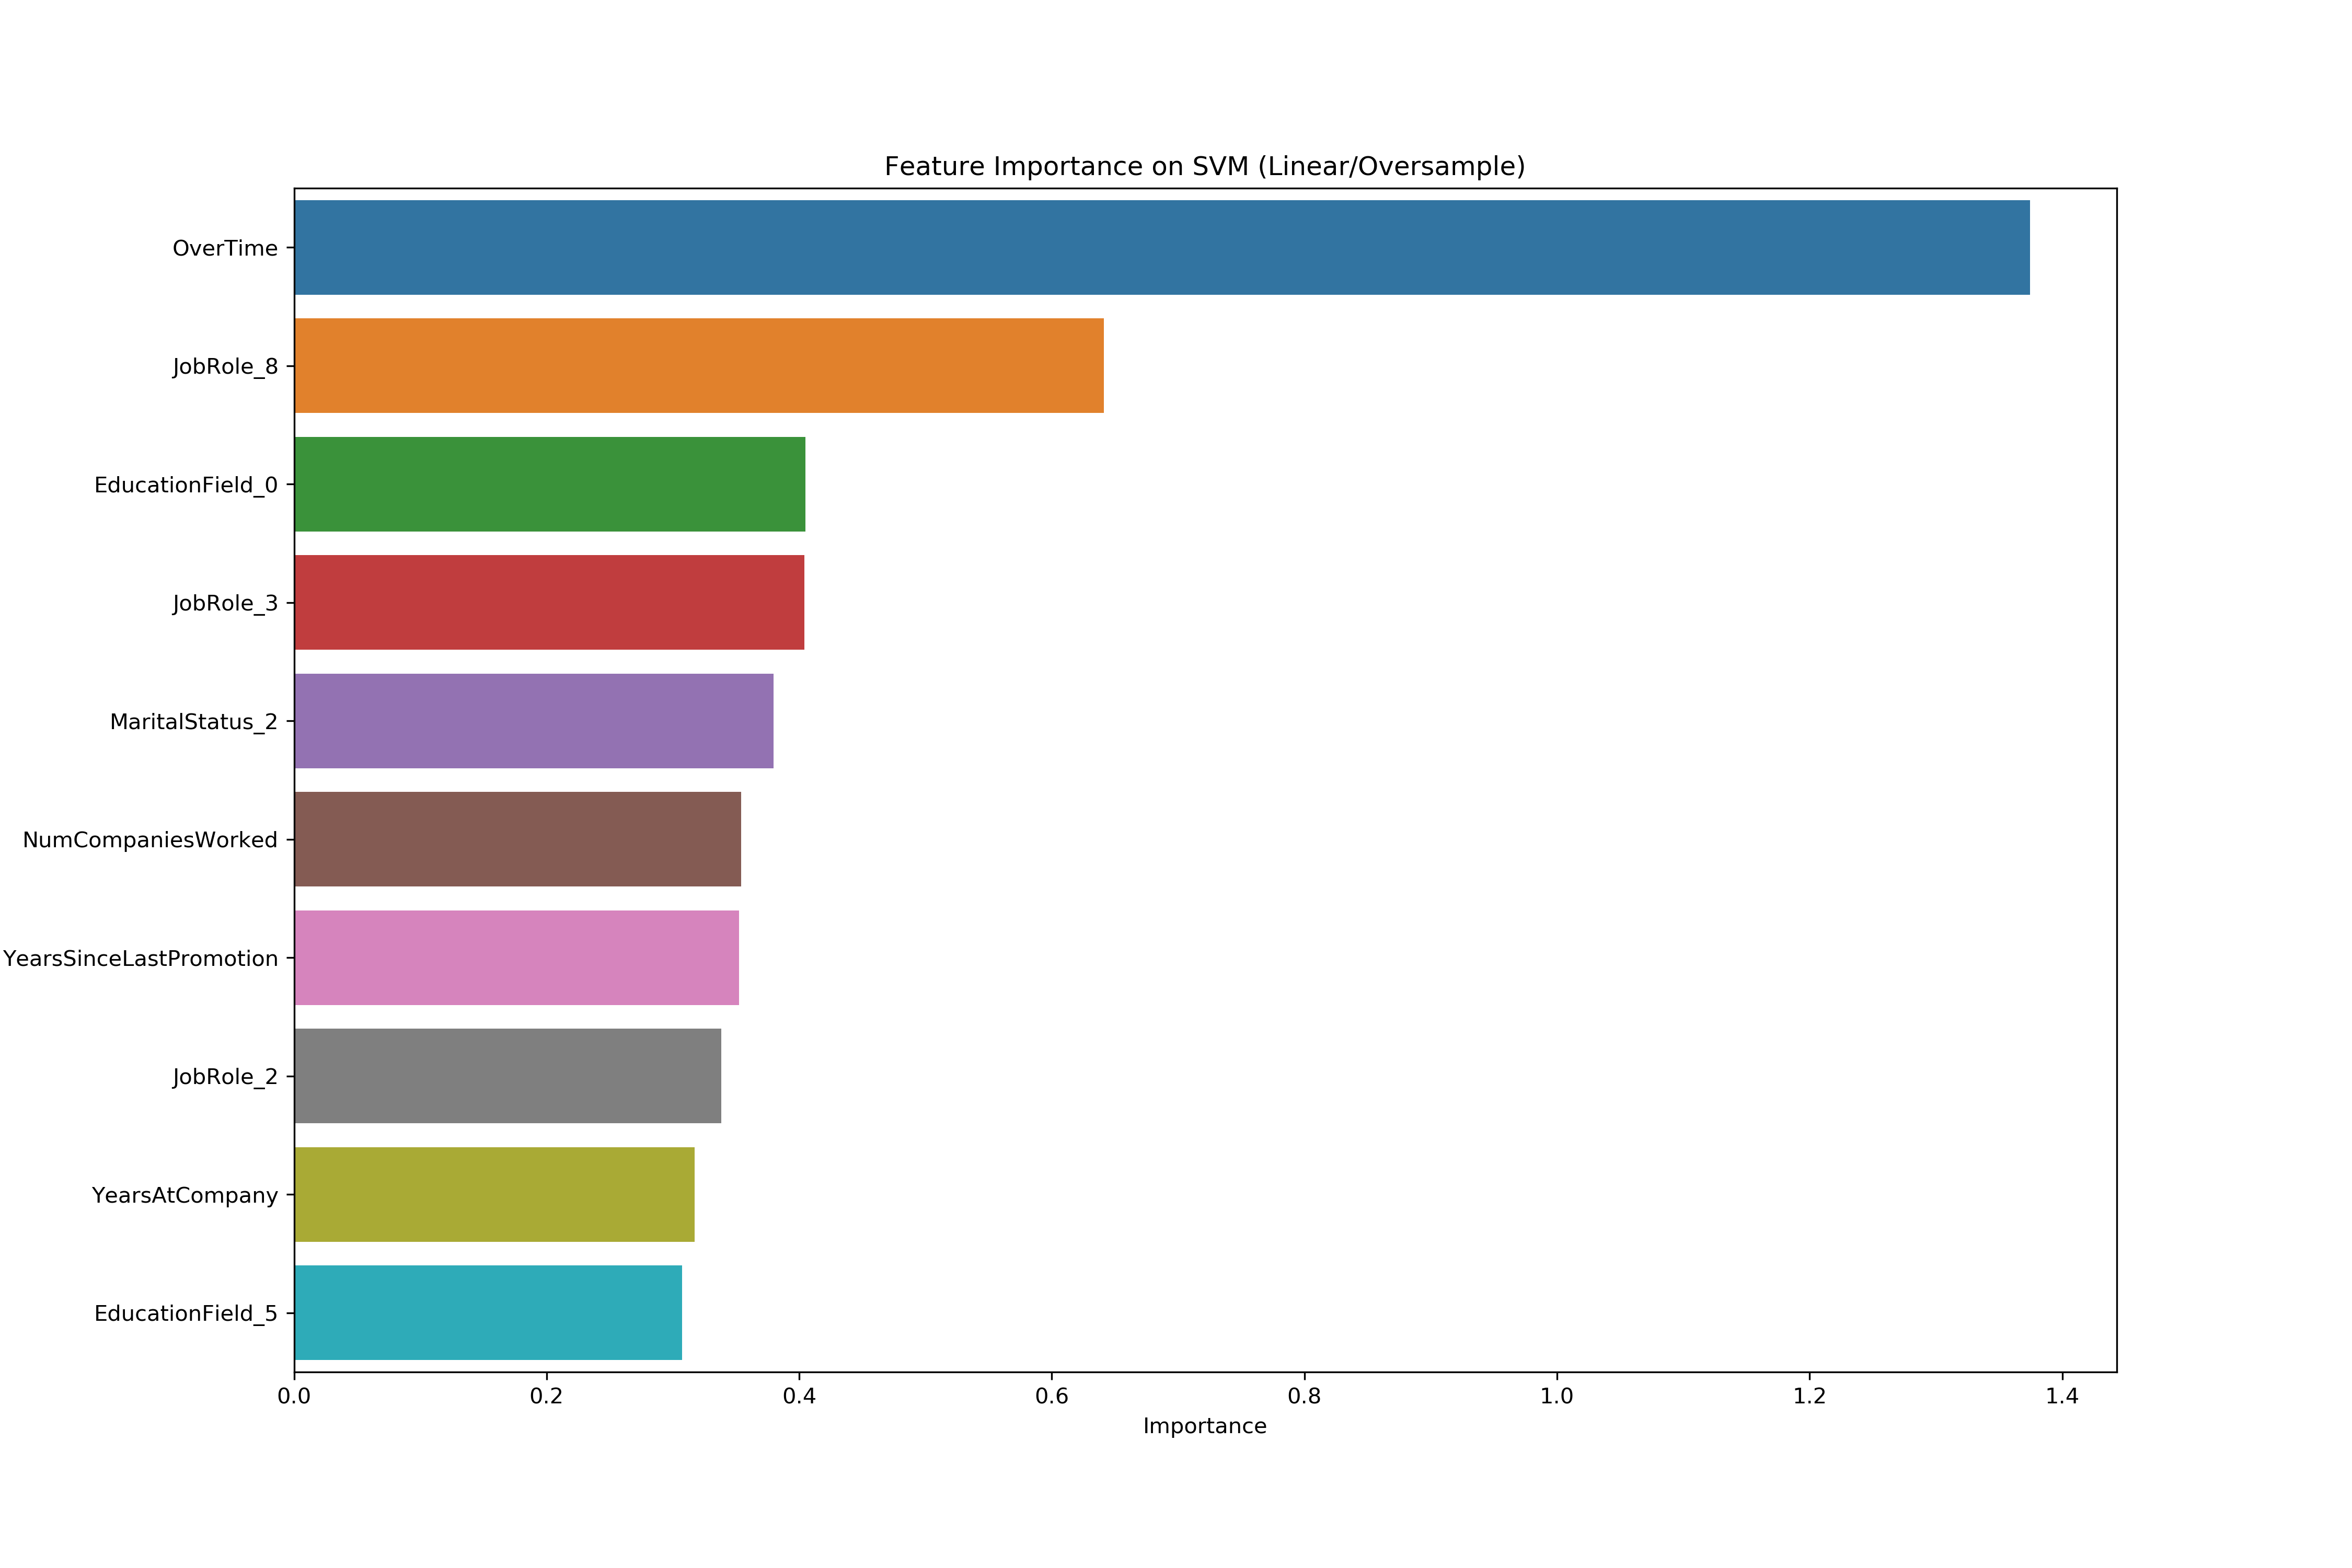 Feature Importance on SVM (Linear/Oversample)
OverTime
JobRole_8
EducationField_0
JobRole_3
MaritalStatus_2
NumCompaniesWorked
YearsSinceLastPromotion
JobRole_2
YearsAtCompany
EducationField_5
0.0 0.2 0.4 0.6 0.8 1.0 1.2 1.4
Importance